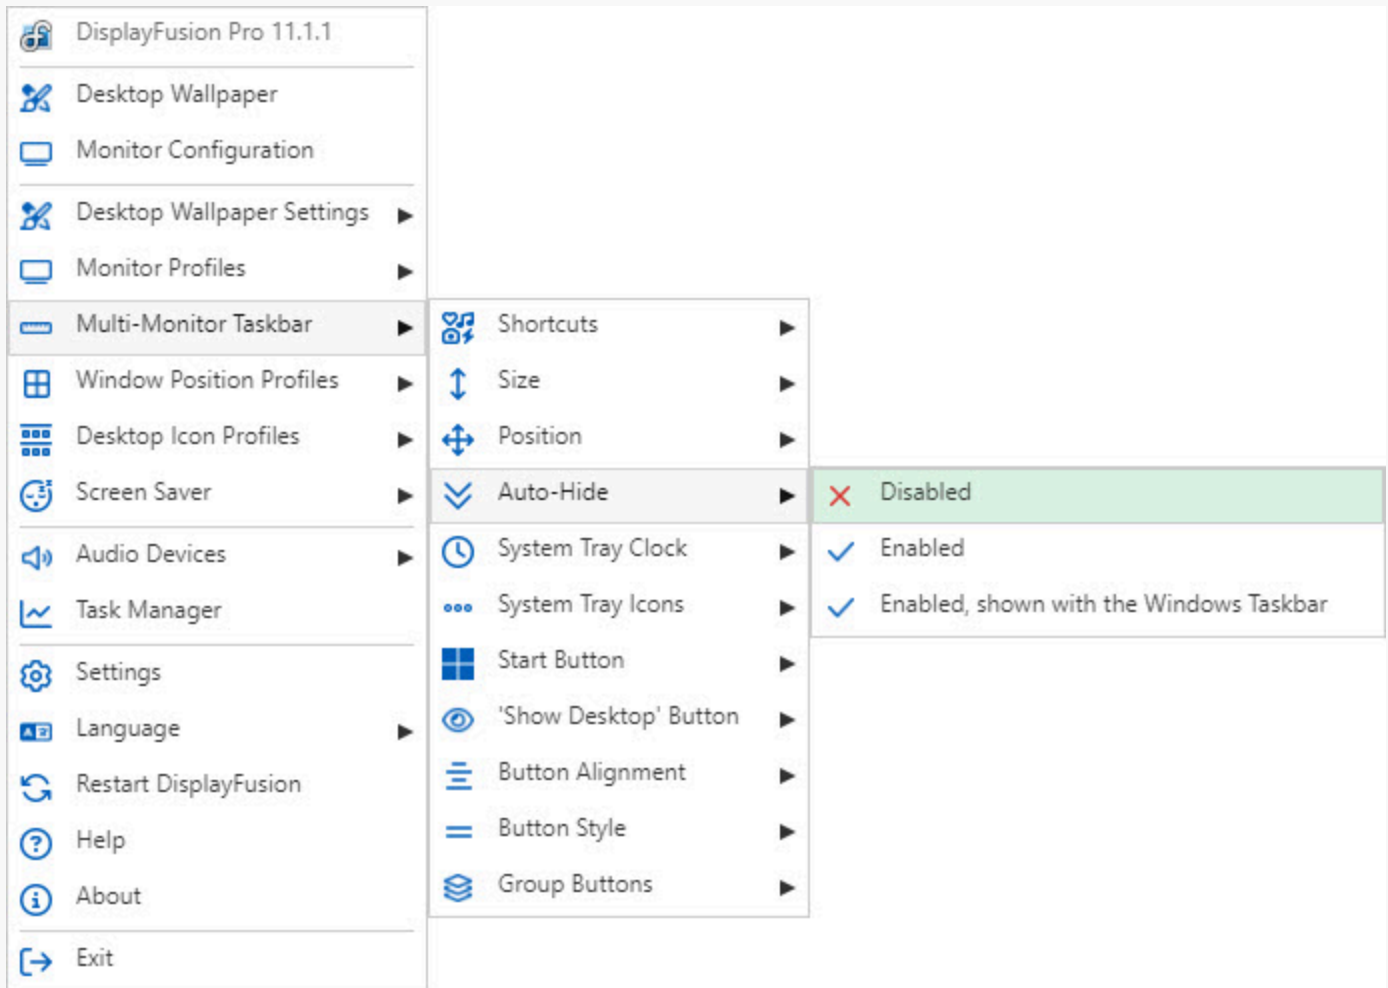 DisplayFusion Pro 11.1.1
Desktop Wallpaper
Monitor Configuration
Desktop Wallpaper Settings
Monitor Profiles
Multi-Monitor Taskbar
Window Position Profiles
Desktop Icon Profiles
Screen Saver
Audio Devices
Task Manager
Settings
Language
Restart DisplayFusion
Help
About
Exit
Shortcuts
Size
Position
Auto-Hide
System Tray Clock
System Tray Icons
Start Button
'Show Desktop' Button
Button Alignment
Button Style
Group Buttons
Disabled
Enabled
Enabled, shown with the Windows Taskbar